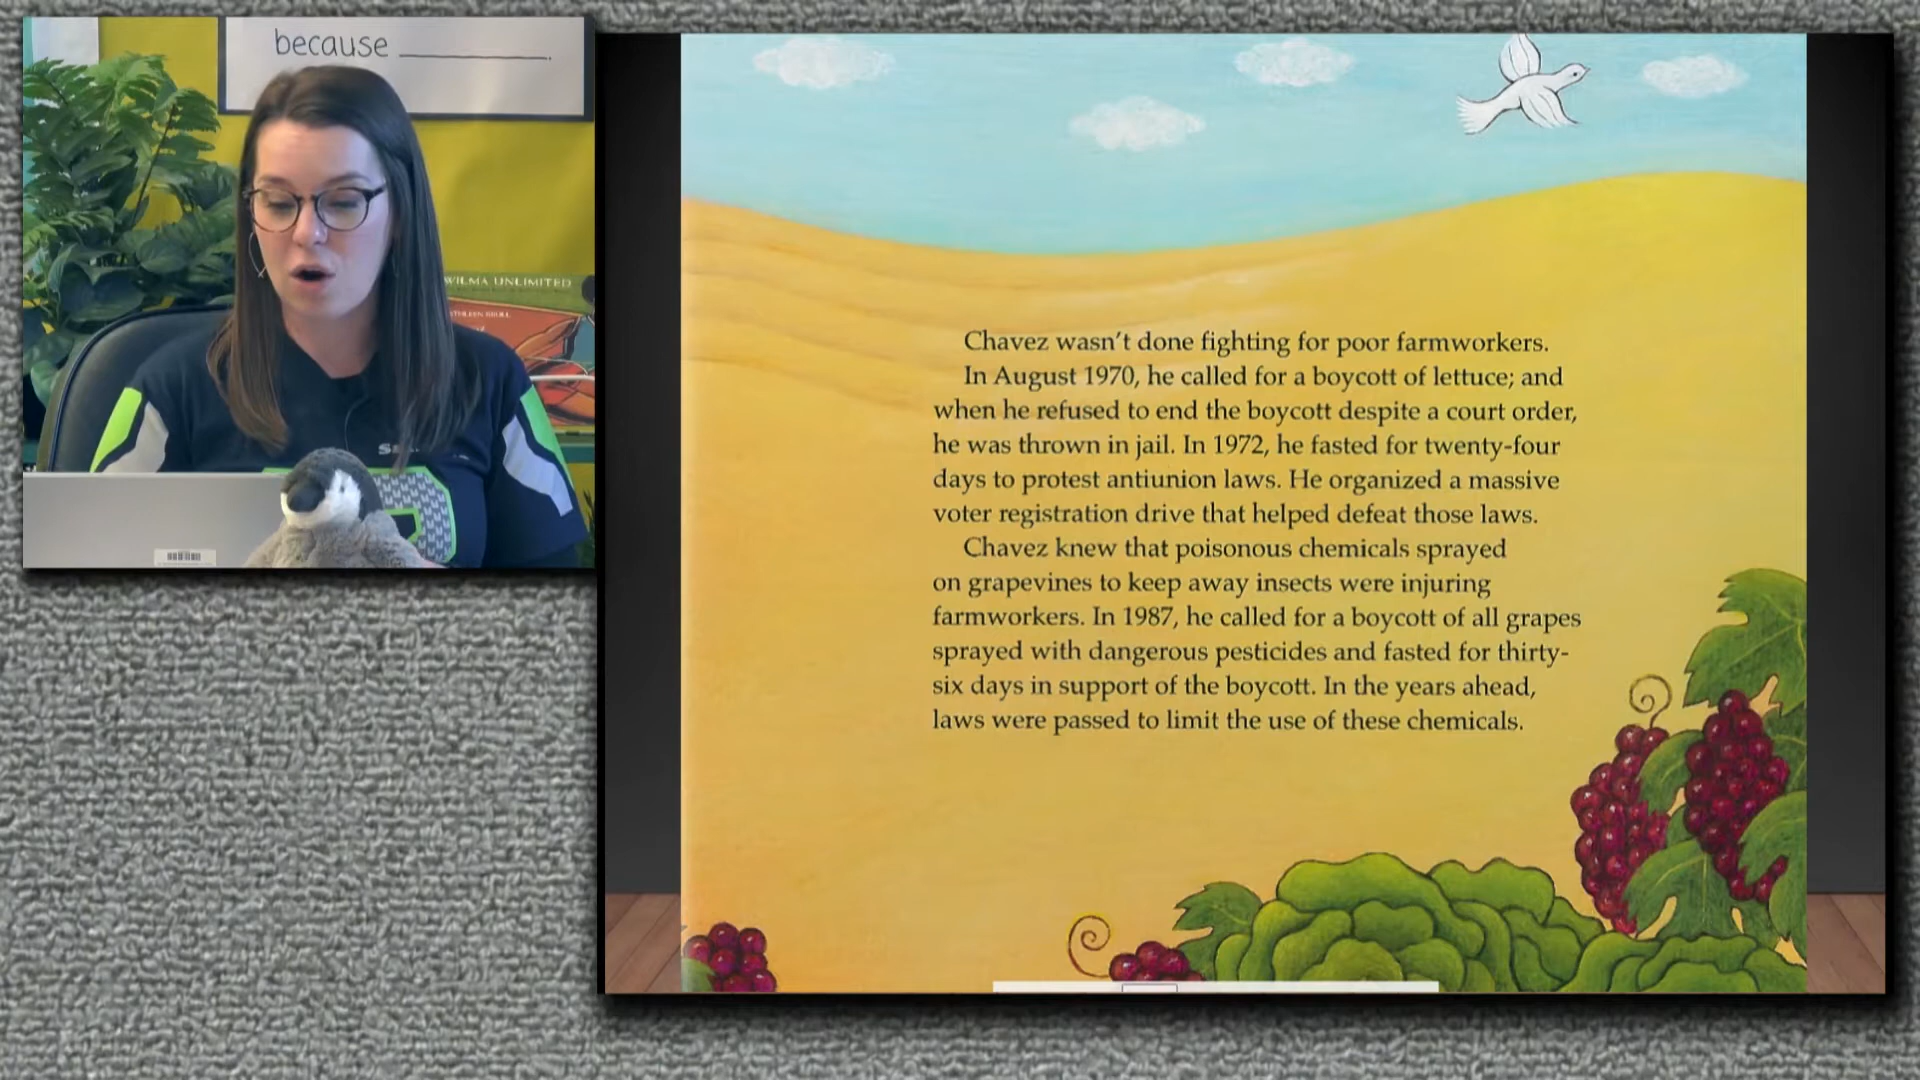 because ________.
WILMA UNLIMITED
KATHLEEN KRULL
Chavez wasn't done fighting for poor farmworkers.
In August 1970, he called for a boycott of lettuce; and
when he refused to end the boycott despite a court order,
he was thrown in jail. In 1972, he fasted for twenty-four
days to protest antiunion laws. He organized a massive
voter registration drive that helped defeat those laws.
Chavez knew that poisonous chemicals sprayed
on grapevines to keep away insects were injuring
farmworkers. In 1987, he called for a boycott of all grapes
sprayed with dangerous pesticides and fasted for thirty-
six days in support of the boycott. In the years ahead,
laws were passed to limit the use of these chemicals.